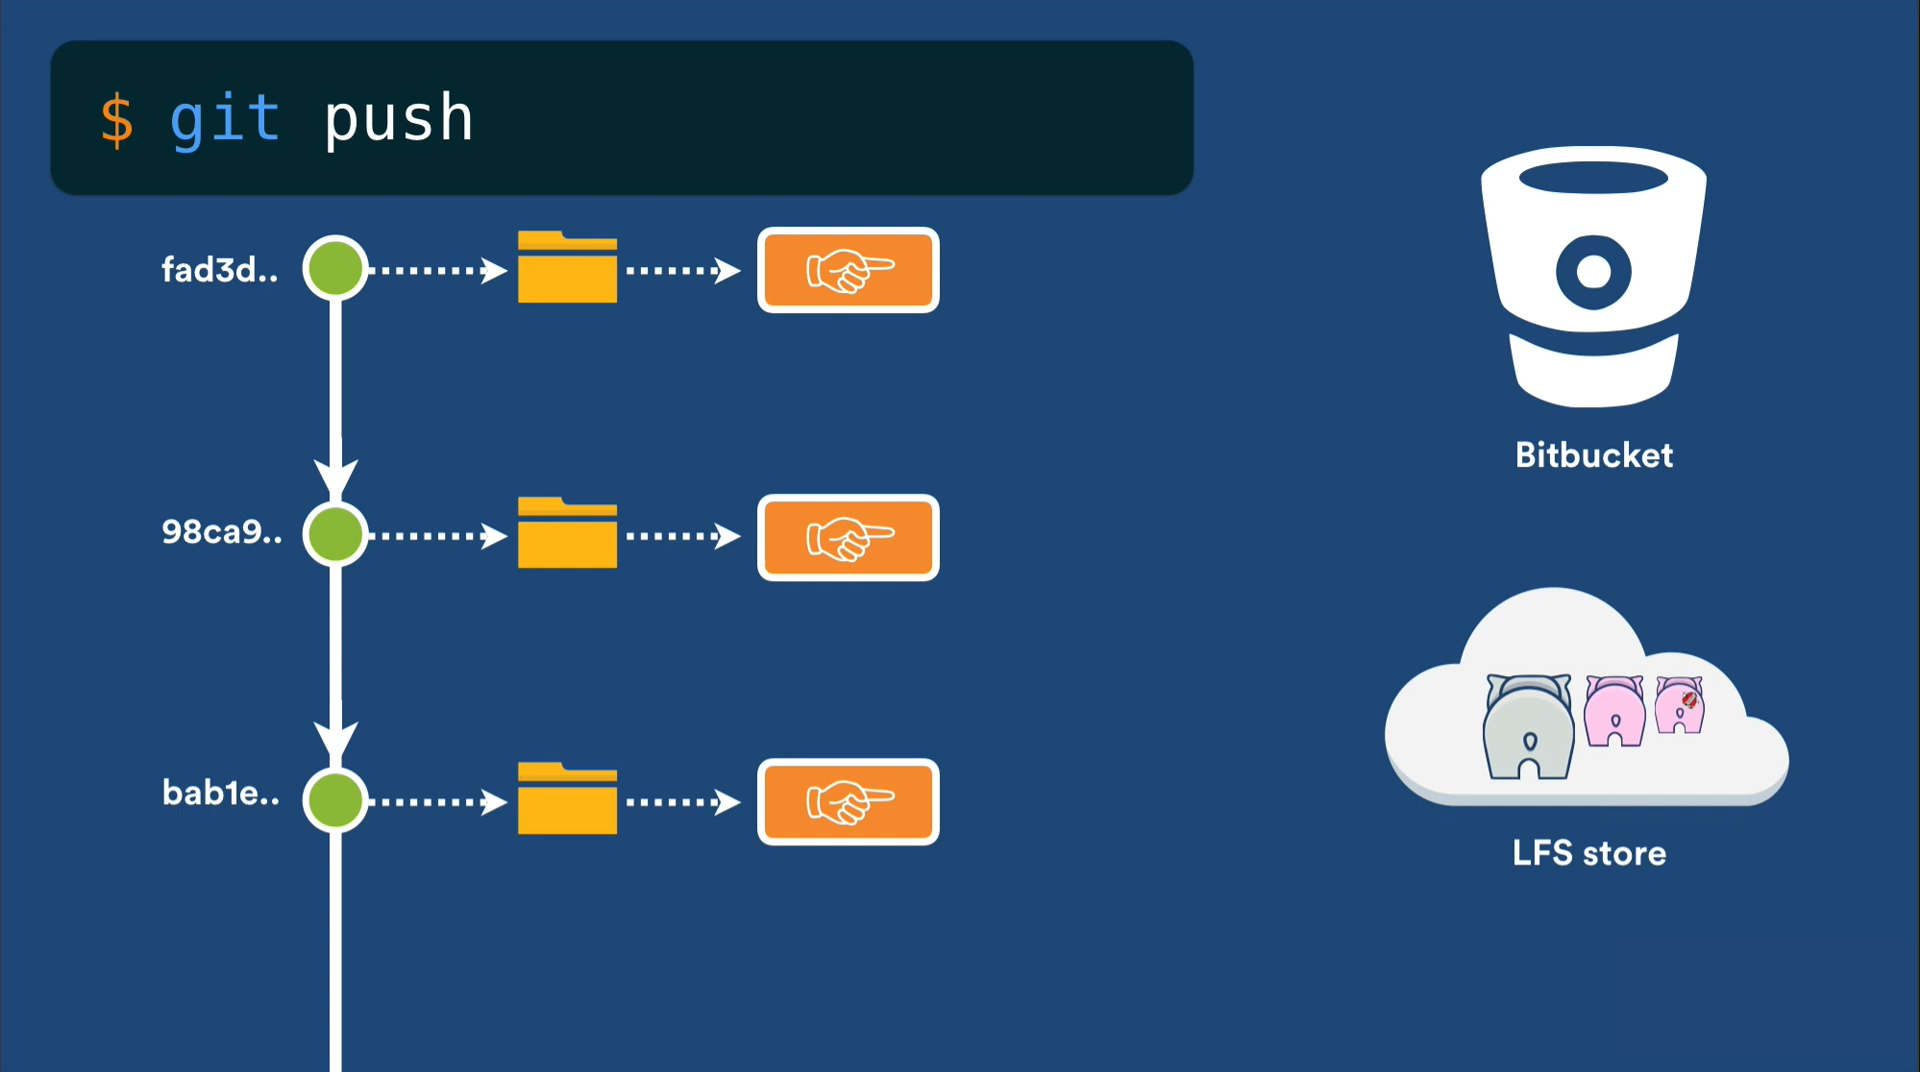 $ git push
fad3d..
98ca9..
bab1e..
Bitbucket
LFS store